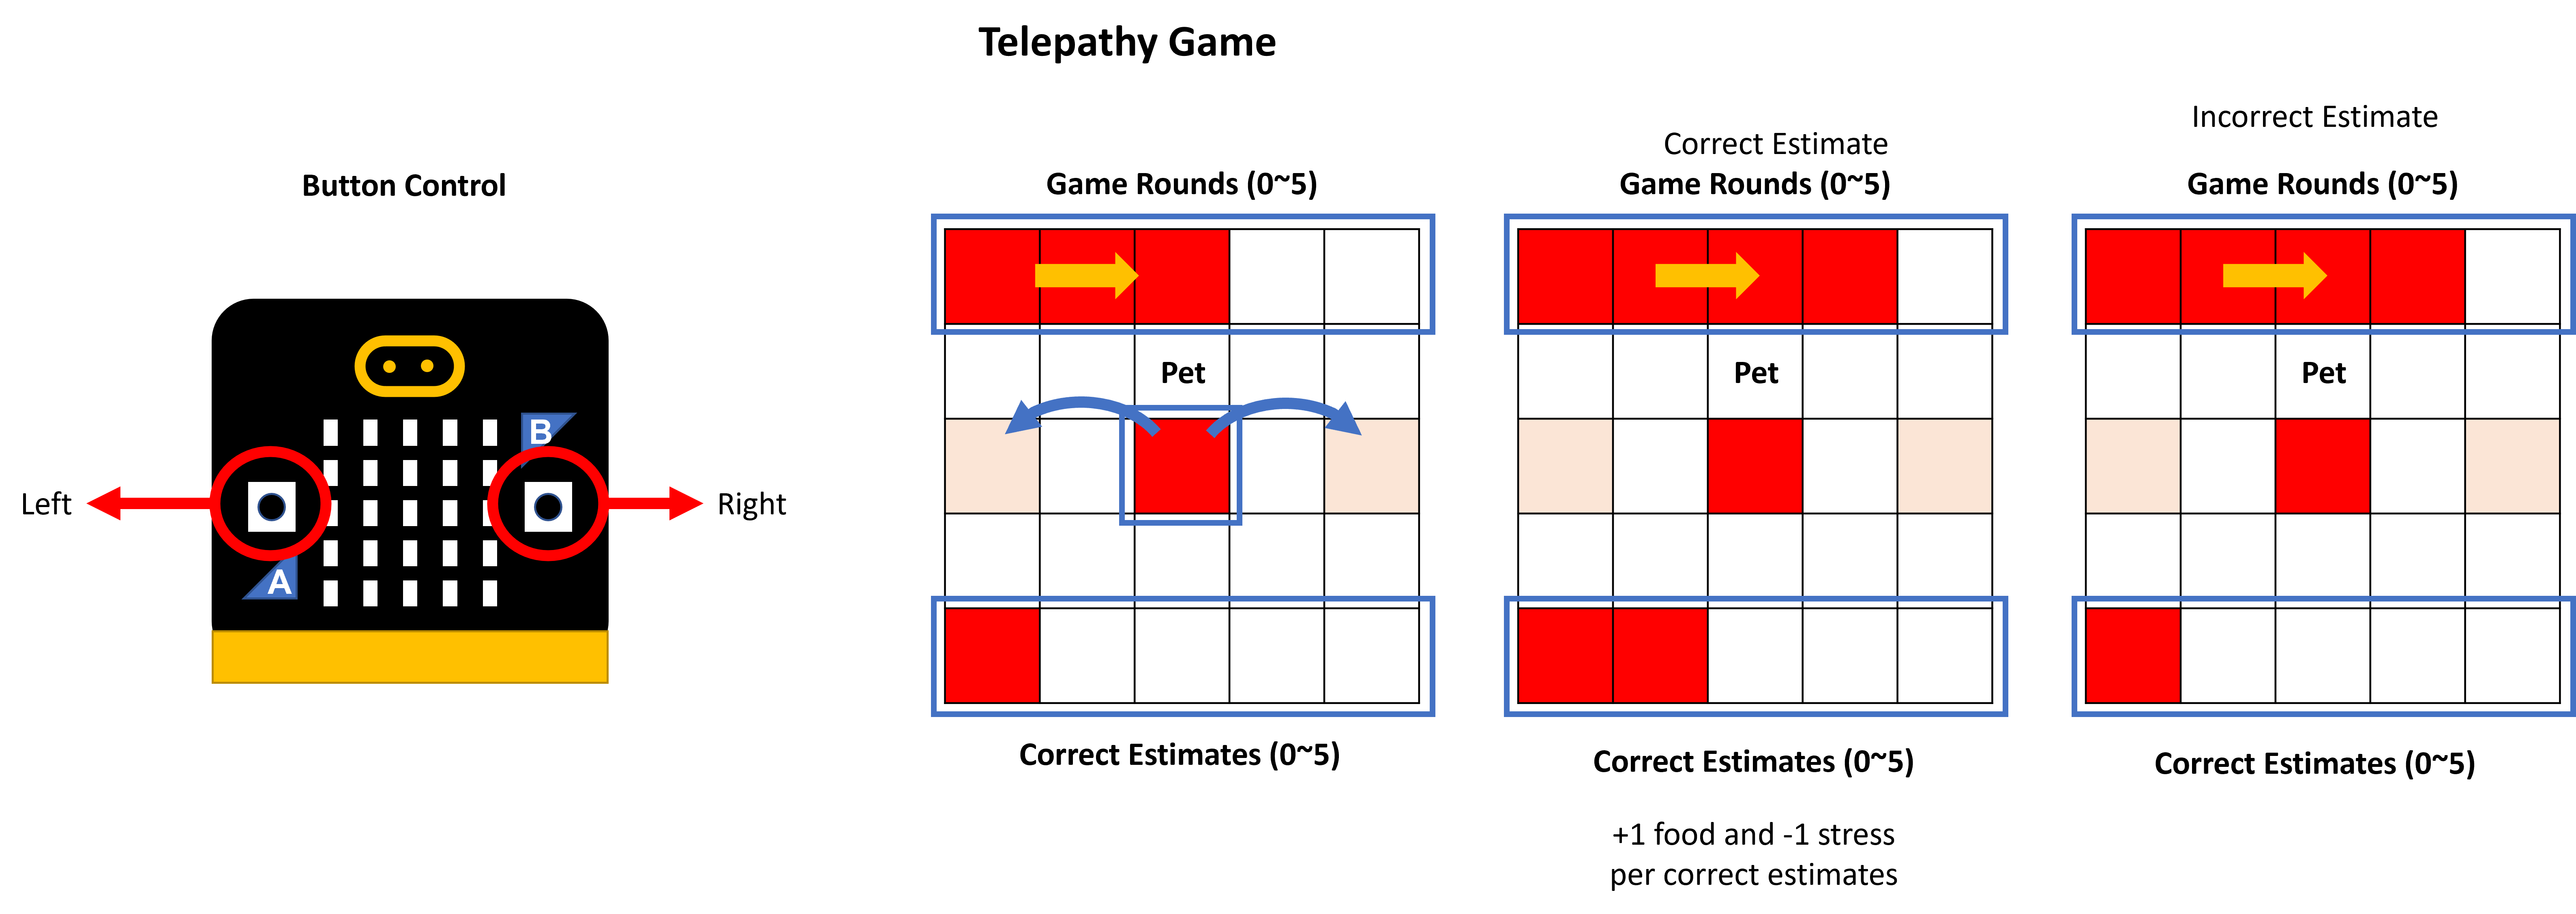 Telepathy Game
Button Control
Left
Right
A
B
Game Rounds (0~5)
Pet
Correct Estimates (0~5)
Correct Estimate
Game Rounds (0~5)
Pet
Correct Estimates (0~5)
+1 food and -1 stress
per correct estimates
Incorrect Estimate
Game Rounds (0~5)
Pet
Correct Estimates (0~5)